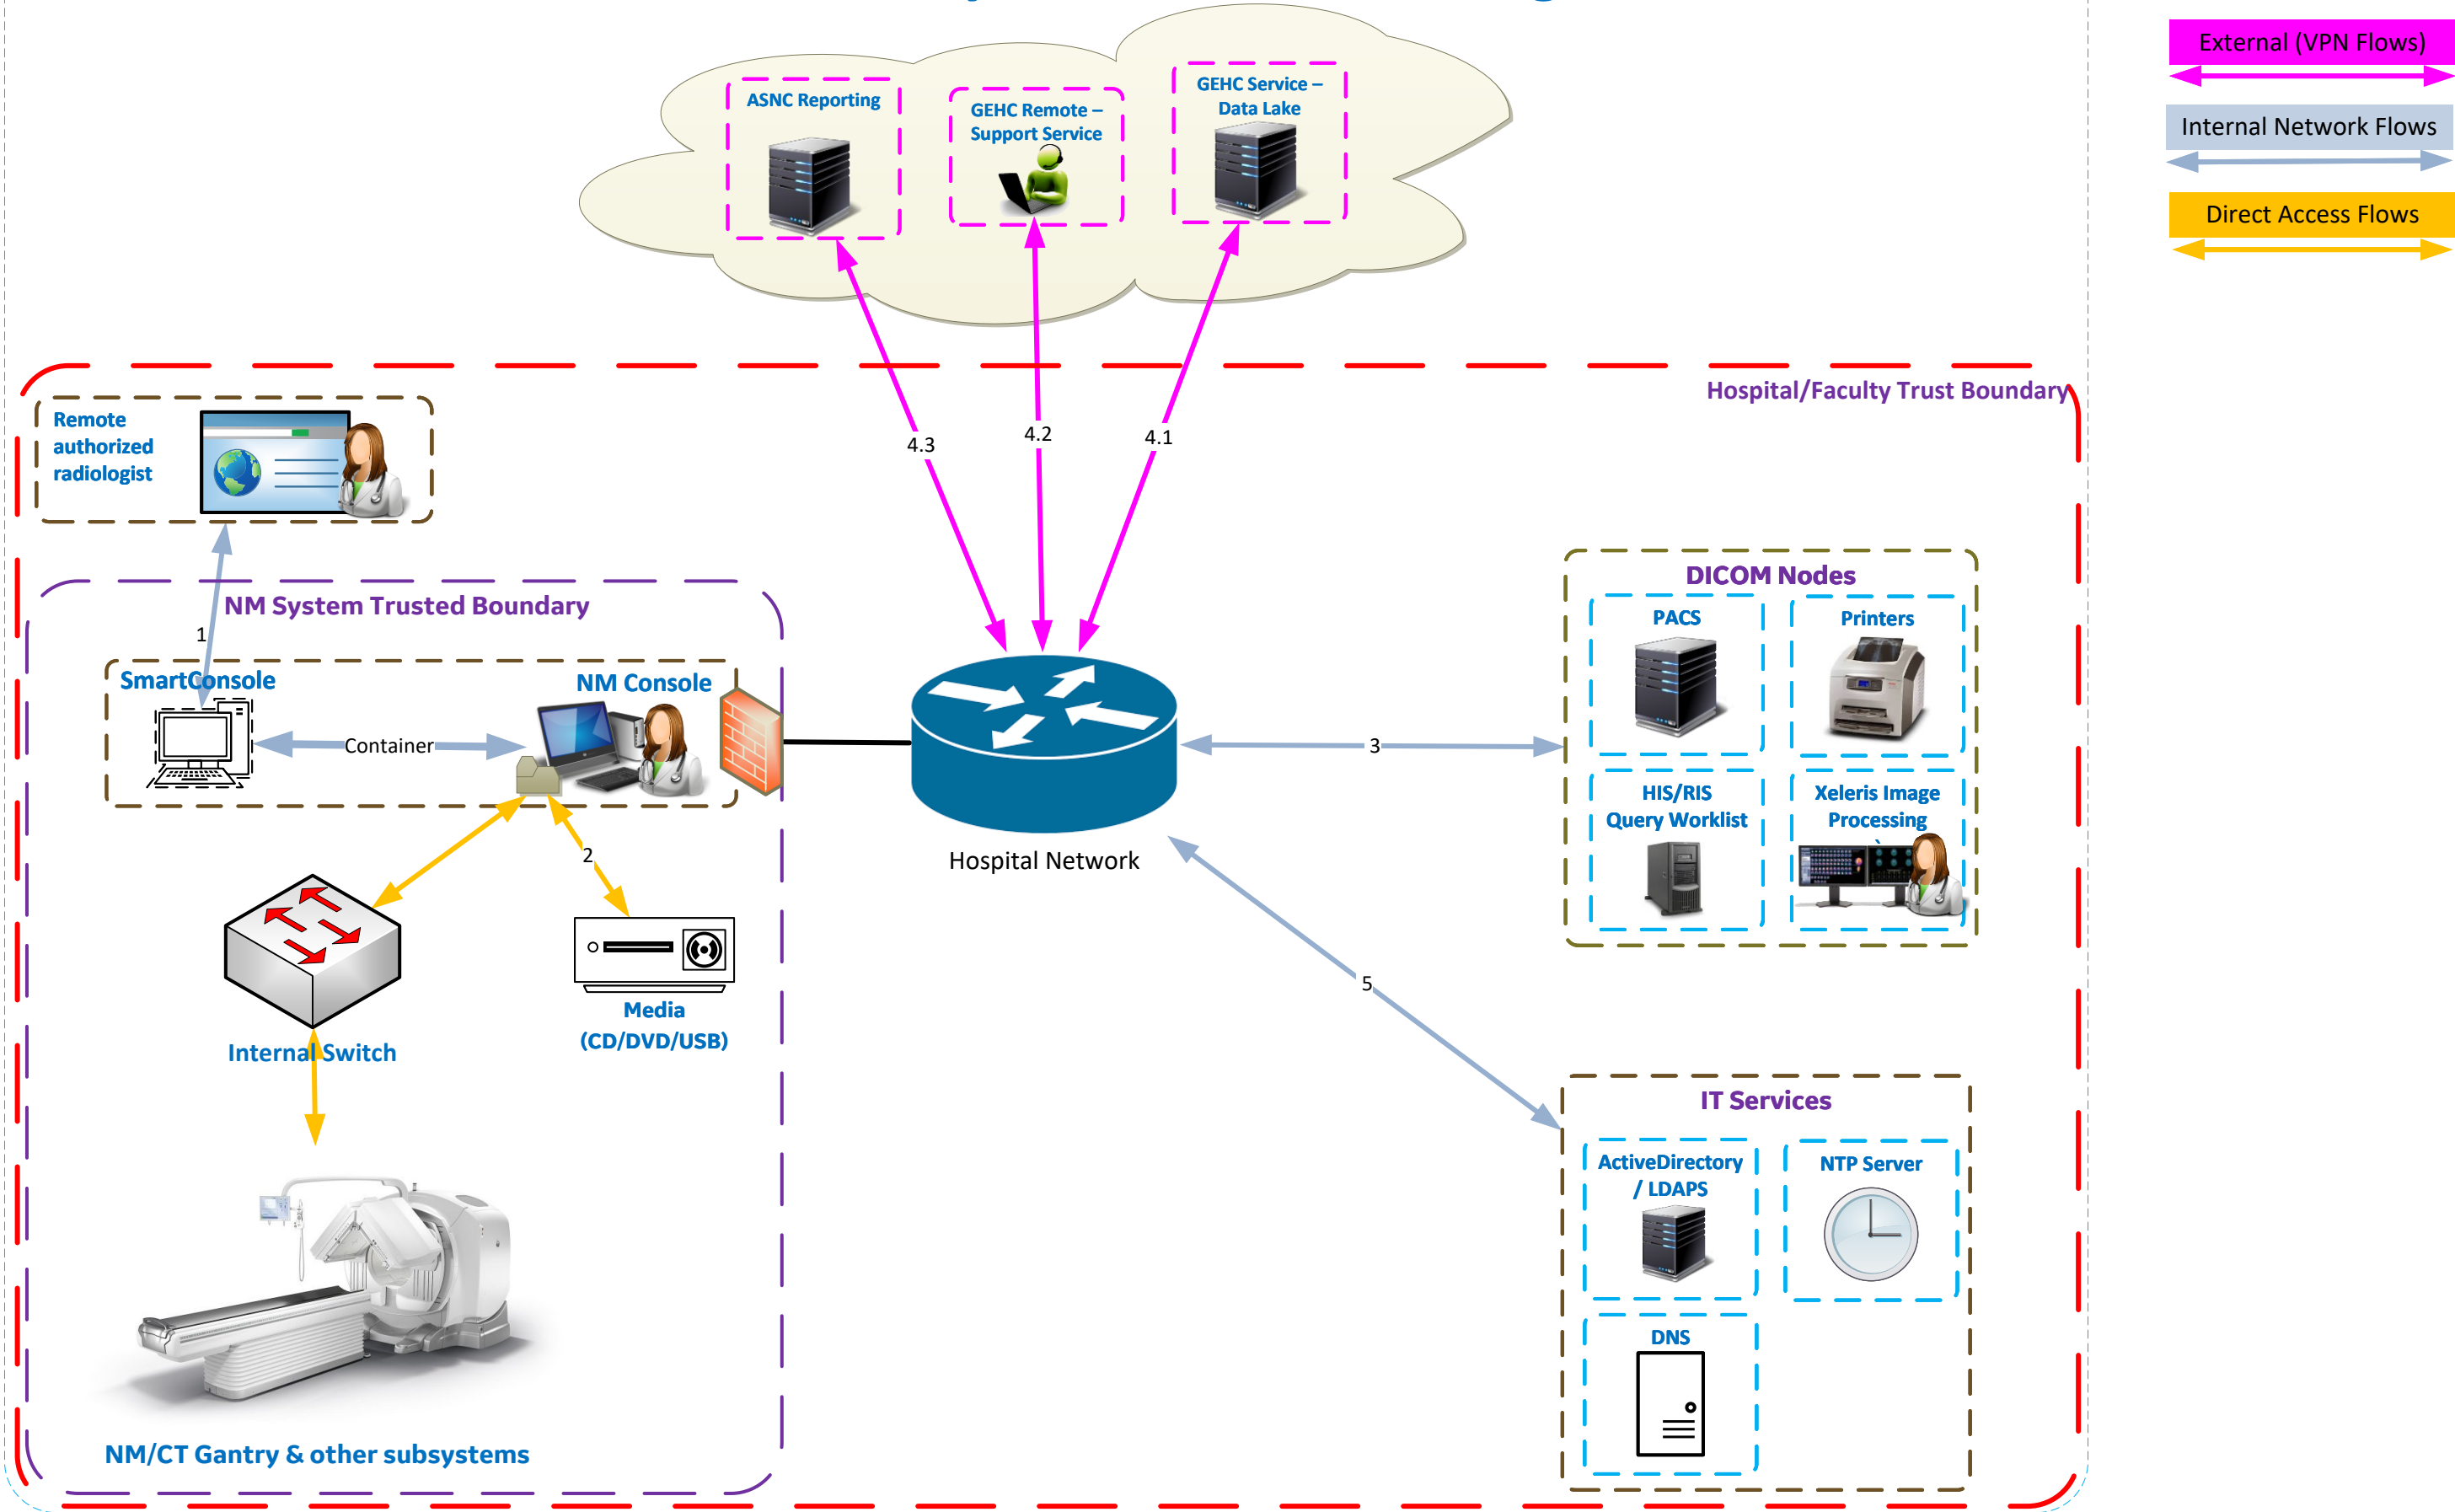 External (VPN Flows)
Internal Network Flows
Direct Access Flows
ASNC Reporting
GEHC Remote –
Support Service
GEHC Service –
Data Lake
Hospital/Faculty Trust Boundary
Remote
authorized
radiologist
4.3
4.2
4.1
1
NM System Trusted Boundary
SmartConsole
NM Console
Container
2
Hospital Network
3
5
Internal Switch
Media
(CD/DVD/USB)
NM/CT Gantry & other subsystems
DICOM Nodes
PACS
Printers
HIS/RIS
Query Worklist
Xeleris Image
Processing
IT Services
ActiveDirectory
/ LDAPS
NTP Server
DNS